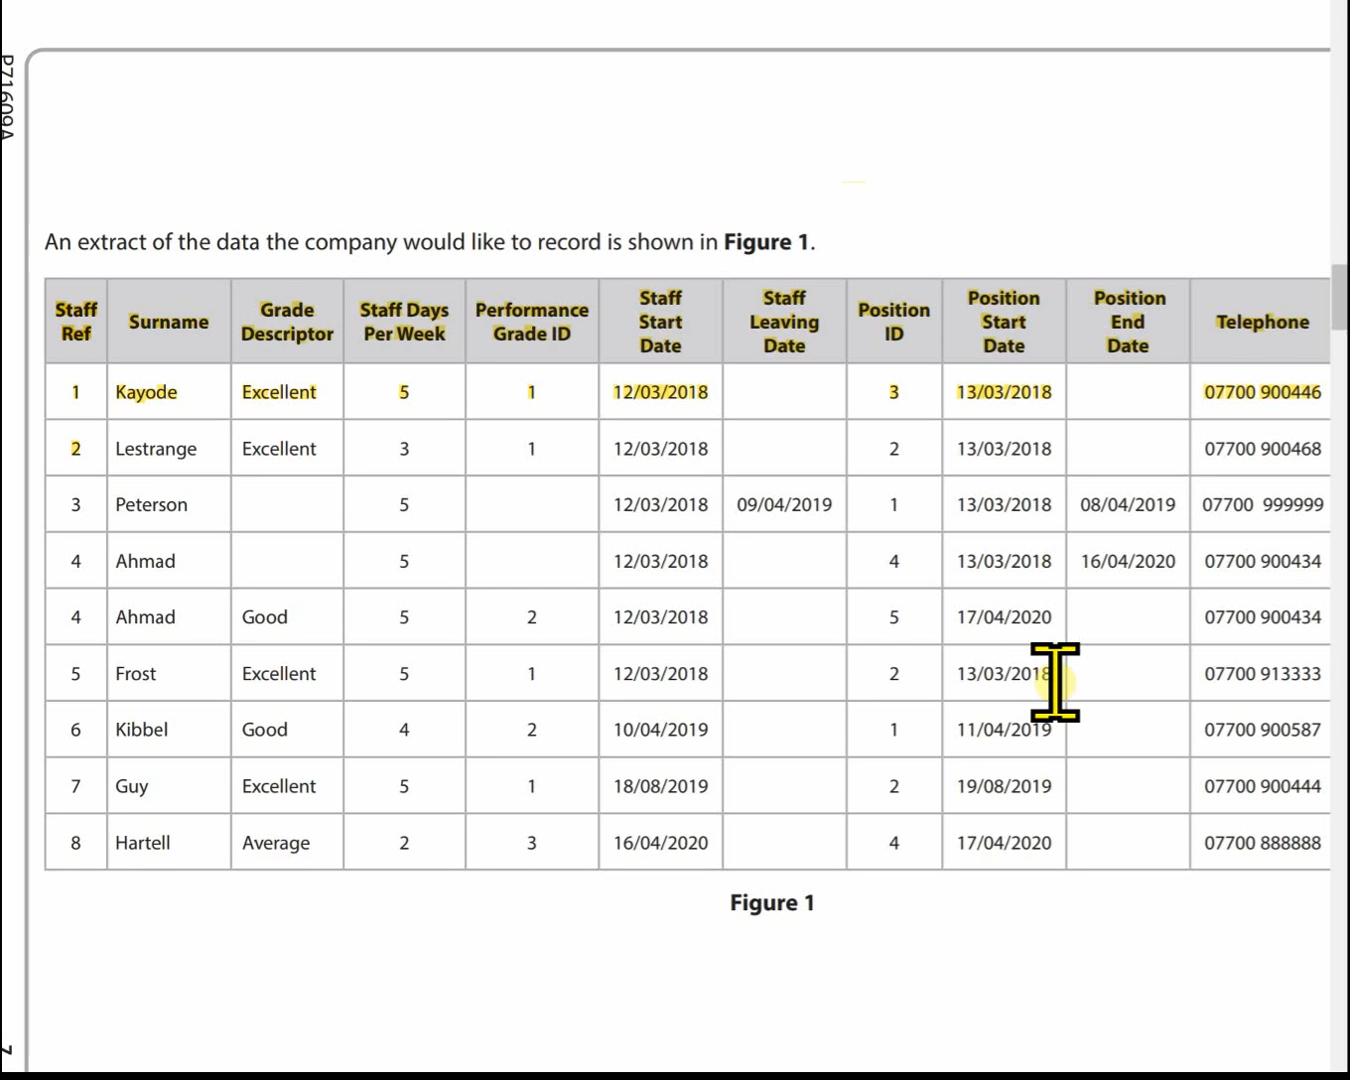 P71609A
An extract of the data the company would like to record is shown in Figure 1.
Staff Ref Surname Grade Descriptor Staff Days Per Week Performance Grade ID Staff Start Date Staff Leaving Date Position ID Position Start Date Position End Date Telephone
1 Kayode Excellent 5 1 12/03/2018 3 13/03/2018 07700 900446
2 Lestrange Excellent 3 1 12/03/2018 2 13/03/2018 07700 900468
3 Peterson 5 12/03/2018 09/04/2019 1 13/03/2018 08/04/2019 07700 999999
4 Ahmad 5 12/03/2018 4 13/03/2018 16/04/2020 07700 900434
4 Ahmad Good 5 2 12/03/2018 5 17/04/2020 07700 900434
5 Frost Excellent 5 1 12/03/2018 2 13/03/2018 07700 913333
6 Kibbel Good 4 2 10/04/2019 1 11/04/2019 07700 900587
7 Guy Excellent 5 1 18/08/2019 2 19/08/2019 07700 900444
8 Hartell Average 2 3 16/04/2020 4 17/04/2020 07700 888888
Figure 1
7